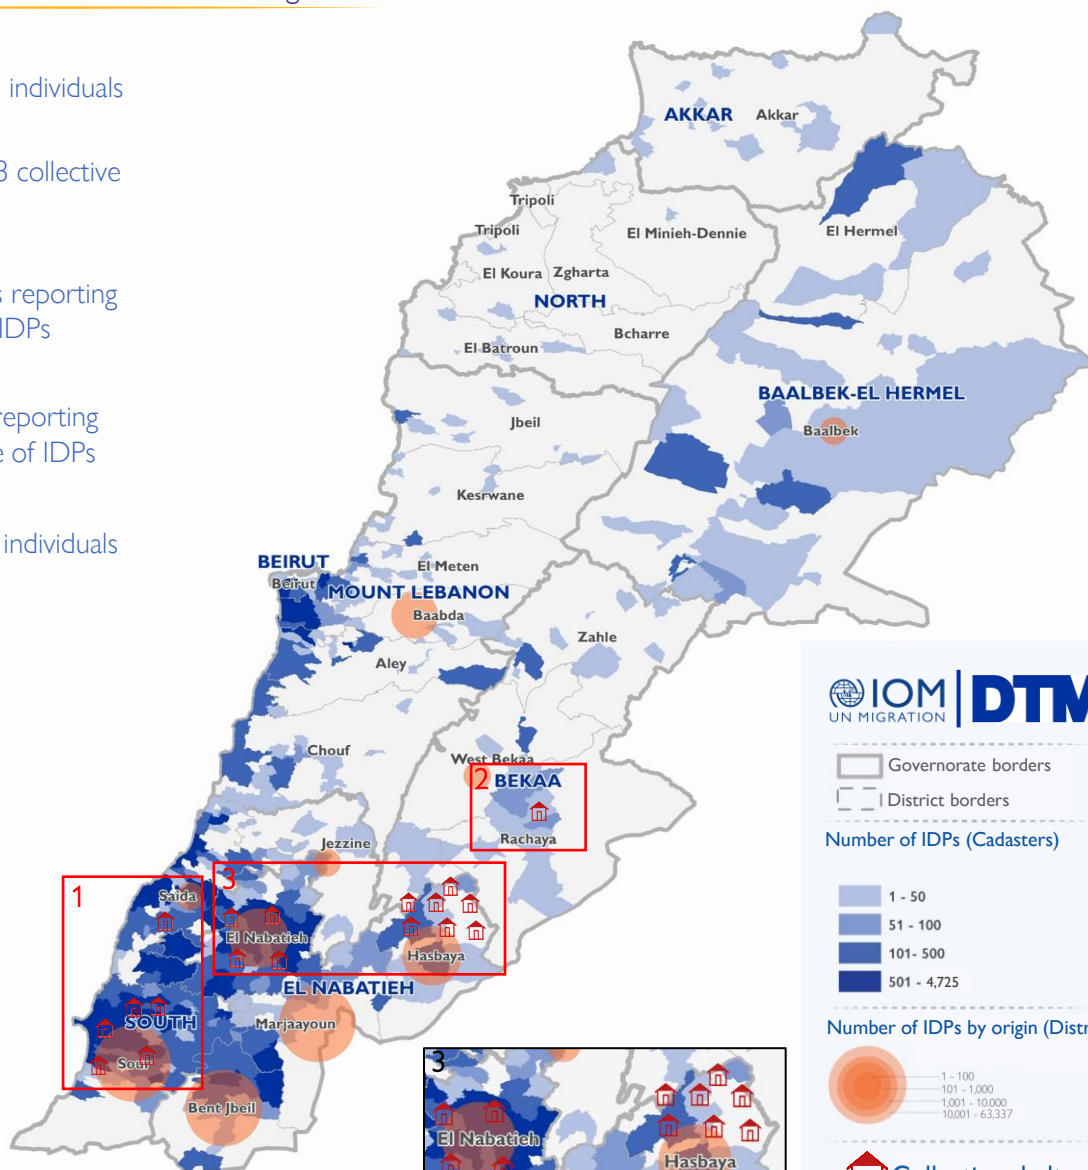 individuals
collective
reporting
IDPs
reporting
of IDPs
individuals
AKKAR Akkar
Tripoli
Tripoli
El Minieh-Dennie
El Hermel
El Koura Zgharta
NORTH
Bcharre
El Batroun
BAALBEK-EL HERMEL
Jbeil
Baalbek
Kesrwane
BEIRUT
El Meten
Beirut
MOUNT LEBANON
Baabda
Zahle
Aley
Chouf
West Bekaa
2 BEKAA
Rachaya
Jezzine
3
1
Saida
El Nabatieh
Hasbaya
EL NABATIEH
SOUTH
Marjaayoun
Sour
Bent Jbeil
3
El Nabatieh
Hasbaya
IOM
UN MIGRATION
DTM
Governorate borders
District borders
Number of IDPs (Cadasters)
1 - 50
51 - 100
101- 500
501 - 4,725
Number of IDPs by origin
1 - 100
101 - 1,000
1,001 - 10,000
10,001 - 63,337